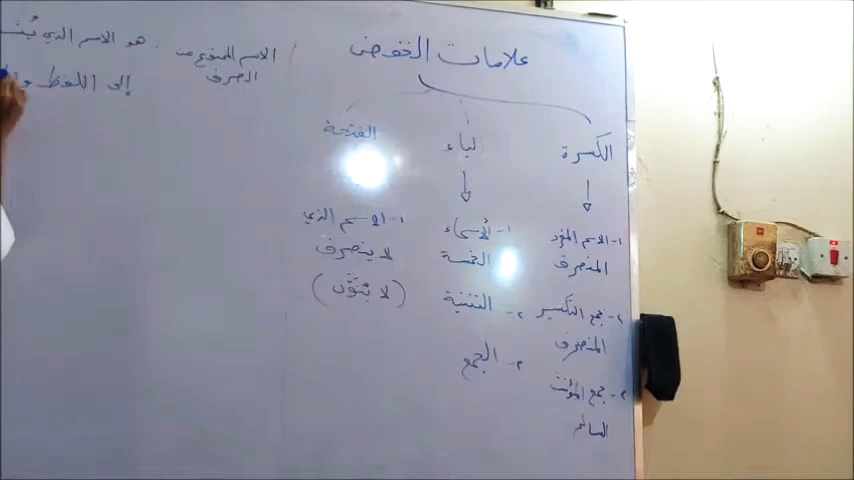 علامات الخفض
الكسرة
١- الاسم المفرد
المنصرف
٢- جمع التكسير
المنصرف
٣- جمع المؤنث
السالم
الياء
١- الأسماء
الخمسة
٢- التثنية
٣- الجمع
الفتحة
١- الاسم الذي
لا ينصرف
(لا ينوّن)
الاسم الممنوع من
الصرف
هو الاسم الذي
إلى اللفظ